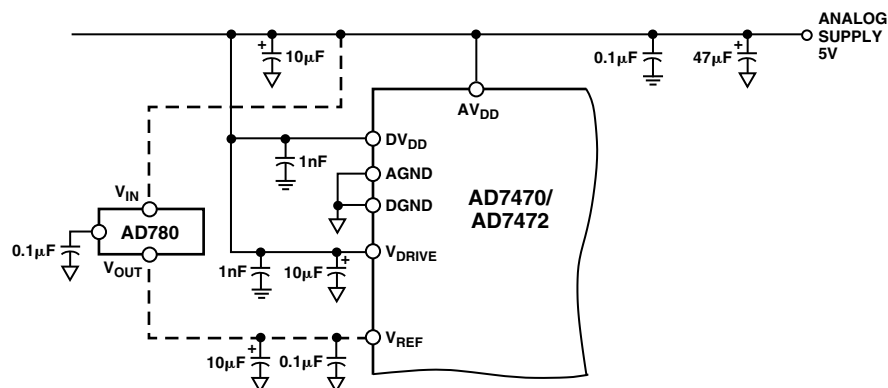 ANALOG
SUPPLY
5V
+
10µF
0.1µF
47µF
+
AVDD
DVDD
1nF
AGND
DGND
AD7470/
AD7472
VIN
AD780
0.1µF
VOUT
VDRIVE
1nF
10µF
+
VREF
+
10µF
0.1µF